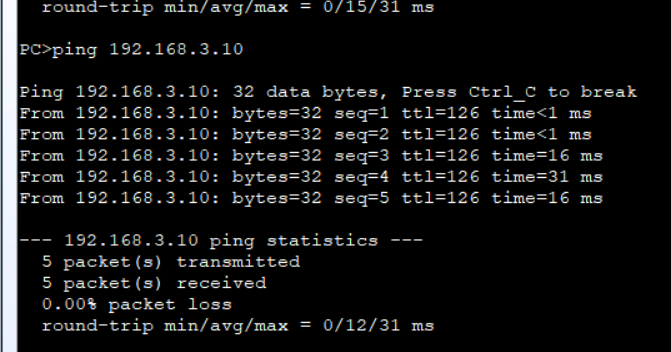 round-trip min/avg/max = 0/15/31 ms
PC>ping 192.168.3.10
Ping 192.168.3.10: 32 data bytes, Press Ctrl_C to break
From 192.168.3.10: bytes=32 seq=1 ttl=126 time<1 ms
From 192.168.3.10: bytes=32 seq=2 ttl=126 time<1 ms
From 192.168.3.10: bytes=32 seq=3 ttl=126 time=16 ms
From 192.168.3.10: bytes=32 seq=4 ttl=126 time=31 ms
From 192.168.3.10: bytes=32 seq=5 ttl=126 time=16 ms
--- 192.168.3.10 ping statistics ---
5 packet(s) transmitted
5 packet(s) received
0.00% packet loss
round-trip min/avg/max = 0/12/31 ms